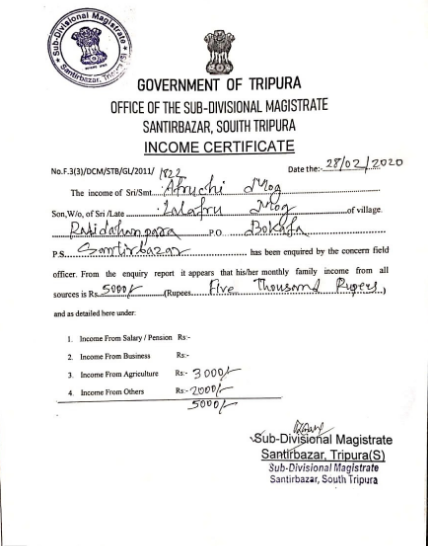 Sub-Divisional Magistrate
Santirbazar, Tri
GOVERNMENT OF TRIPURA
OFFICE OF THE SUB-DIVISIONAL MAGISTRATE
SANTIRBAZAR, SOUITH TRIPURA
INCOME CERTIFICATE
No.F.3(3)/DCM/STB/GL/2011/ 1822 Date the:- 28/02/2020
The income of Sri/Smt. Afruchi Mog
Son,W/o, of Sri /Late Lalafru Mog of village.
P.O. Bokafa
P.S. Santirbazar has been enquired by the concern field
officer. From the enquiry report it appears that his/her monthly family income from all
sources is Rs. 5000/- (Rupees. Five Thousand Rupees,
and as detailed here under:
1. Income From Salary / Pension Rs:-
2. Income From Business Rs:-
3. Income From Agriculture Rs:- 3000/-
4. Income From Others Rs:- 2000/-
5000/-
Sub-Divisional Magistrate
Santirbazar, Tripura(S)
Sub-Divisional Magistrate
Santirbazar, South Tripura